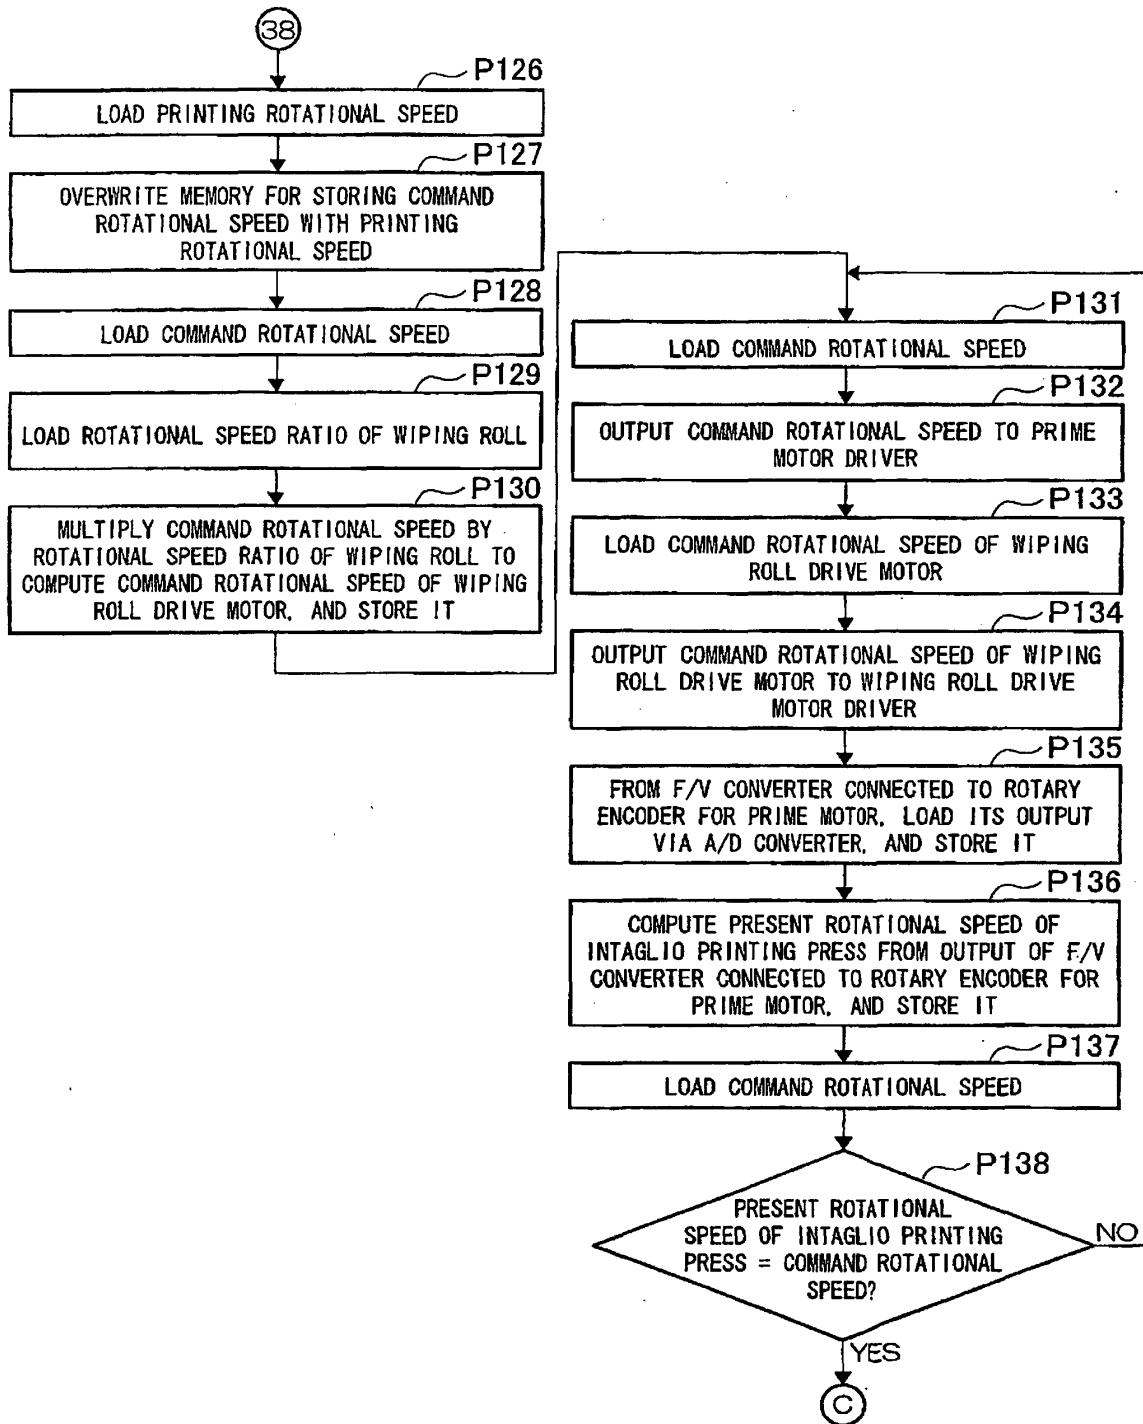 38
P126
LOAD PRINTING ROTATIONAL SPEED
P127
OVERWRITE MEMORY FOR STORING COMMAND
ROTATIONAL SPEED WITH PRINTING
ROTATIONAL SPEED
P128
LOAD COMMAND ROTATIONAL SPEED
P129
LOAD ROTATIONAL SPEED RATIO OF WIPING ROLL
P130
MULTIPLY COMMAND ROTATIONAL SPEED BY
ROTATIONAL SPEED RATIO OF WIPING ROLL TO
COMPUTE COMMAND ROTATIONAL SPEED OF WIPING
ROLL DRIVE MOTOR, AND STORE IT
P131
LOAD COMMAND ROTATIONAL SPEED
P132
OUTPUT COMMAND ROTATIONAL SPEED TO PRIME
MOTOR DRIVER
P133
LOAD COMMAND ROTATIONAL SPEED OF WIPING
ROLL DRIVE MOTOR
P134
OUTPUT COMMAND ROTATIONAL SPEED OF WIPING
ROLL DRIVE MOTOR TO WIPING ROLL DRIVE
MOTOR DRIVER
P135
FROM F/V CONVERTER CONNECTED TO ROTARY
ENCODER FOR PRIME MOTOR, LOAD ITS OUTPUT
VIA A/D CONVERTER, AND STORE IT
P136
COMPUTE PRESENT ROTATIONAL SPEED OF
INTAGLIO PRINTING PRESS FROM OUTPUT OF F/V
CONVERTER CONNECTED TO ROTARY ENCODER FOR
PRIME MOTOR, AND STORE IT
P137
LOAD COMMAND ROTATIONAL SPEED
P138
PRESENT ROTATIONAL
SPEED OF INTAGLIO PRINTING
PRESS = COMMAND ROTATIONAL
SPEED?
NO
YES
C